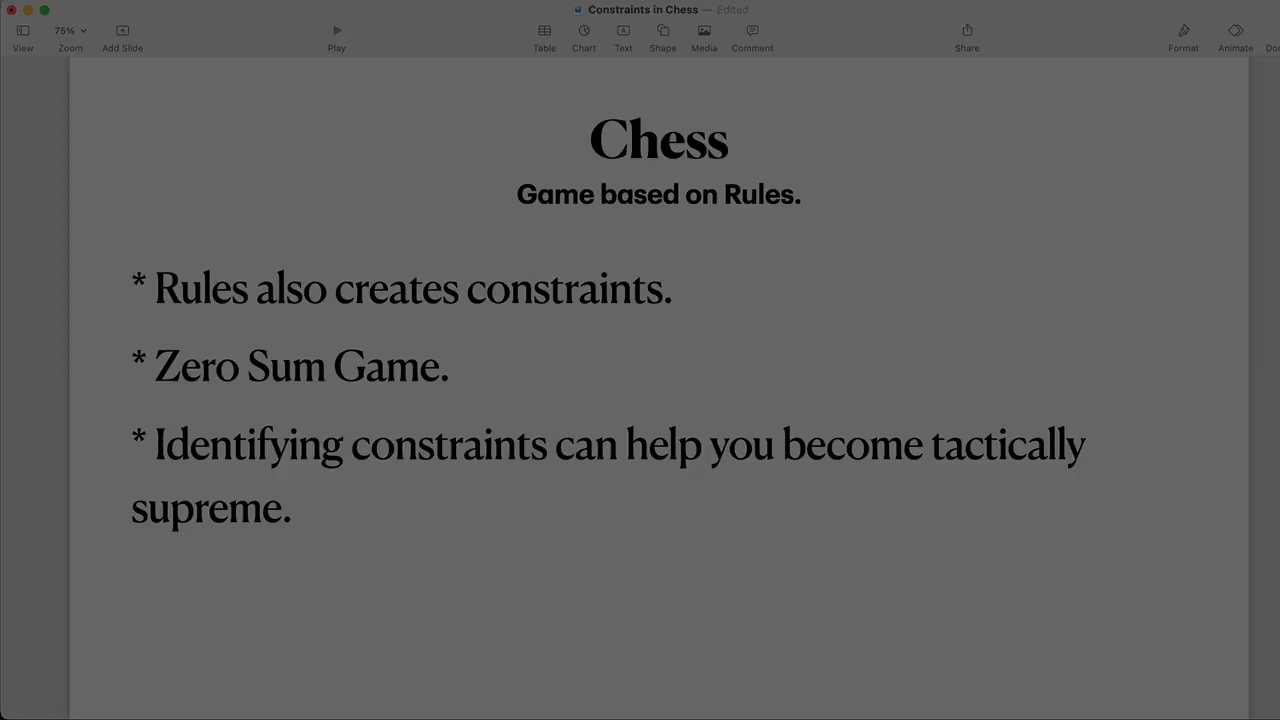 Constraints in Chess — Edited
75%
View Zoom Add Slide Play Table Chart Text Shape Media Comment Share Format Animate
Chess
Game based on Rules.
* Rules also creates constraints.
* Zero Sum Game.
* Identifying constraints can help you become tactically
supreme.